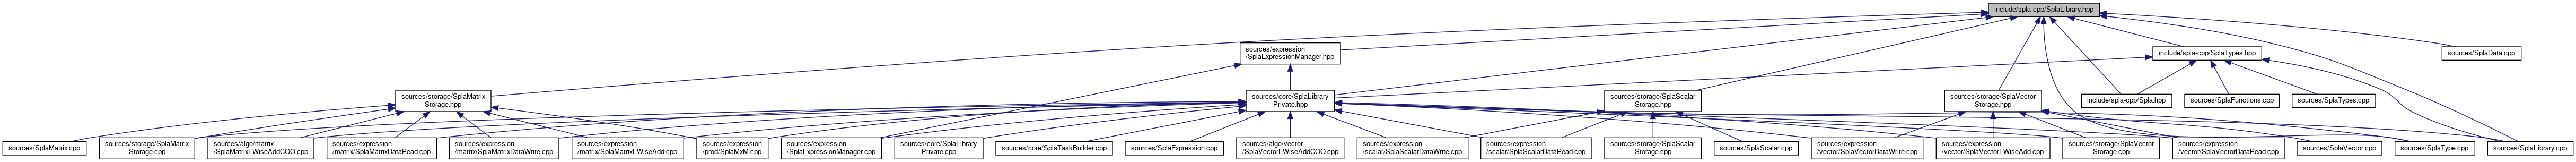 include/spla-cpp/SplaLibrary.hpp
sources/expression
/SplaExpressionManager.hpp
include/spla-cpp/SplaTypes.hpp
sources/SplaData.cpp
sources/storage/SplaMatrix
Storage.hpp
sources/core/SplaLibrary
Private.hpp
sources/storage/SplaScalar
Storage.hpp
sources/storage/SplaVector
Storage.hpp
include/spla-cpp/Spla.hpp
sources/SplaFunctions.cpp
sources/SplaTypes.cpp
sources/SplaMatrix.cpp
sources/storage/SplaMatrix
Storage.cpp
sources/algo/matrix
/SplaMatrixEWiseAddCOO.cpp
sources/expression
/matrix/SplaMatrixDataRead.cpp
sources/expression
/matrix/SplaMatrixDataWrite.cpp
sources/expression
/matrix/SplaMatrixEWiseAdd.cpp
sources/expression
/prod/SplaMxM.cpp
sources/expression
/SplaExpressionManager.cpp
sources/core/SplaLibrary
Private.cpp
sources/core/SplaTaskBuilder.cpp
sources/SplaExpression.cpp
sources/algo/vector
/SplaVectorEWiseAddCOO.cpp
sources/expression
/scalar/SplaScalarDataWrite.cpp
sources/expression
/scalar/SplaScalarDataRead.cpp
sources/storage/SplaScalar
Storage.cpp
sources/SplaScalar.cpp
sources/expression
/vector/SplaVectorDataWrite.cpp
sources/expression
/vector/SplaVectorEWiseAdd.cpp
sources/storage/SplaVector
Storage.cpp
sources/expression
/vector/SplaVectorDataRead.cpp
sources/SplaVector.cpp
sources/SplaType.cpp
sources/SplaLibrary.cpp